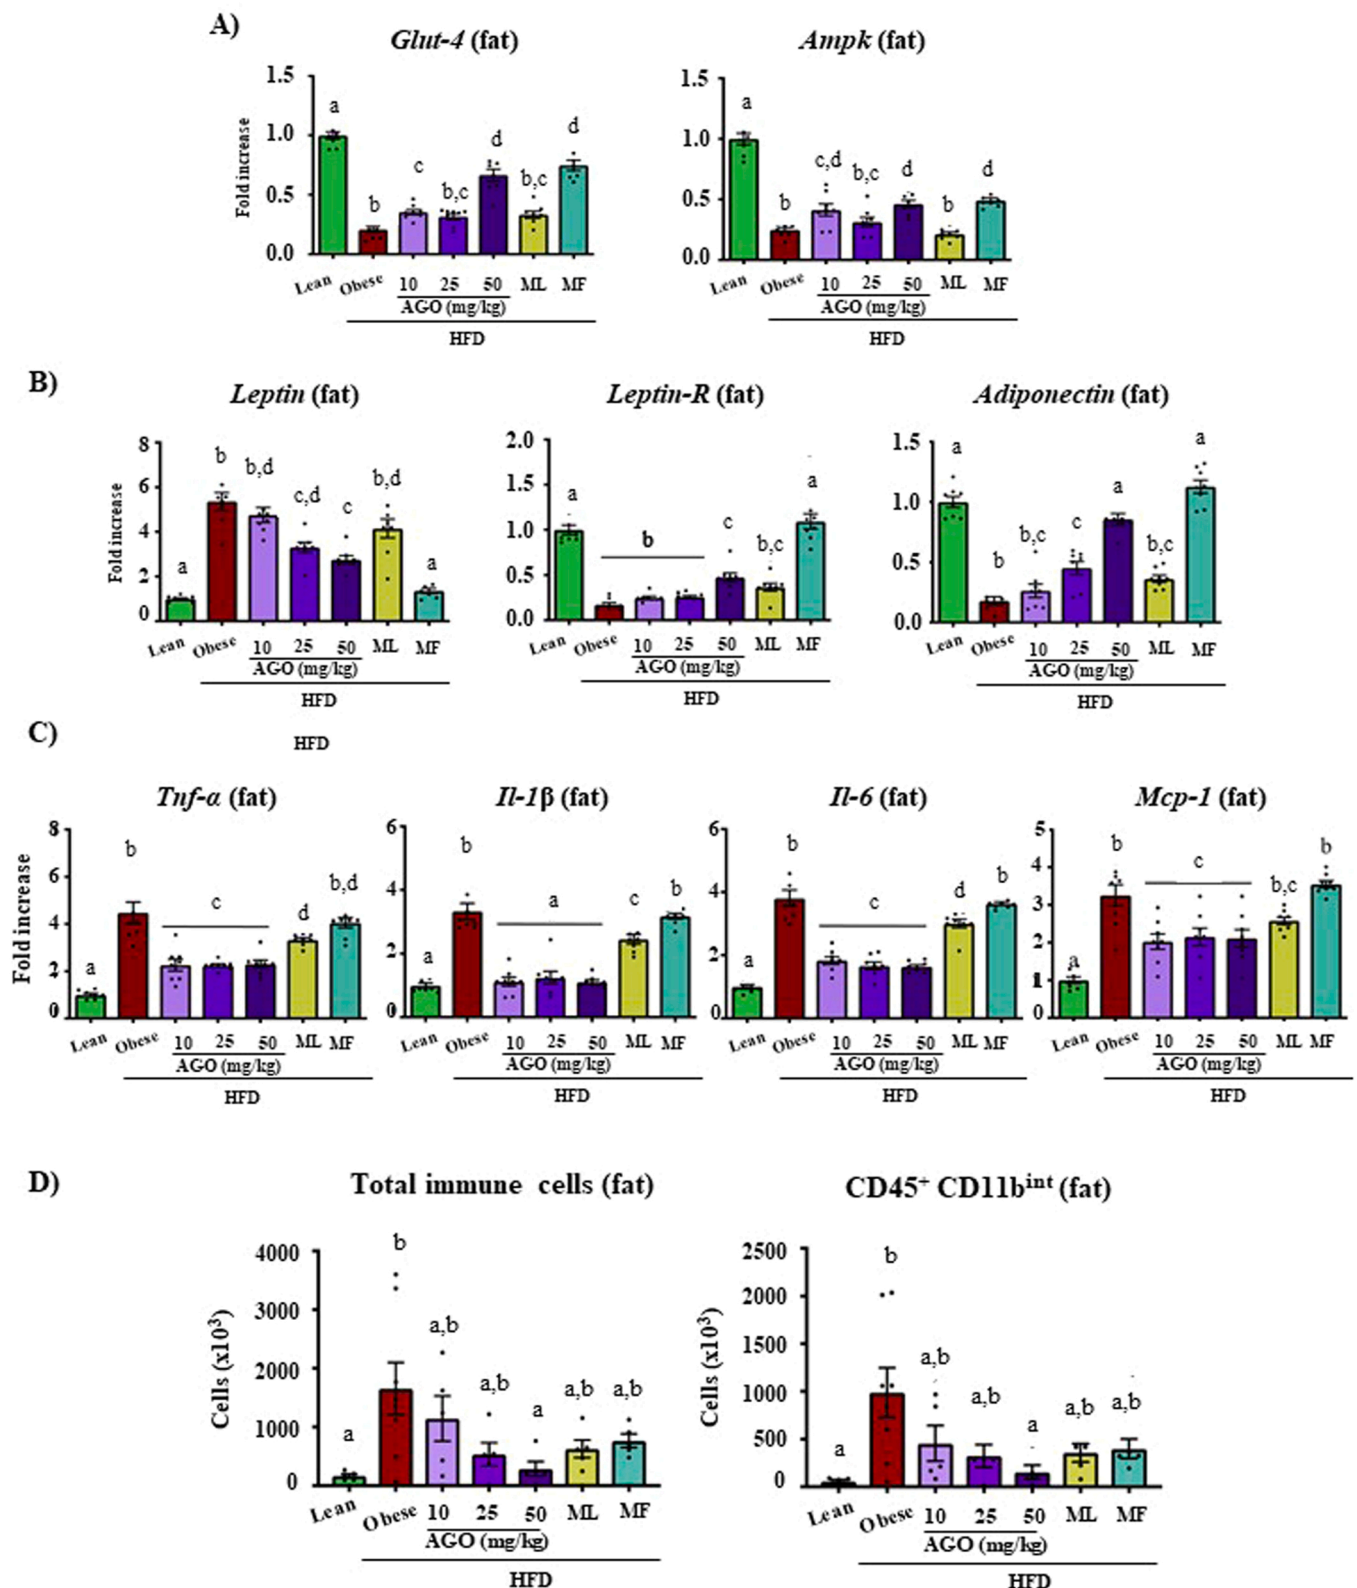 A)
Glut-4 (fat)
Ampk (fat)
Fold increase
1.5
1.0
0.5
0.0
a
b
c
b,c
d
b,c
d
Lean
Obese
10
25
50
ML
MF
AGO (mg/kg)
HFD
1.5
1.0
0.5
0.0
a
b
c,d
b,c
d
b
d
Lean
Obese
10
25
50
ML
MF
AGO (mg/kg)
HFD
B)
Leptin (fat)
Leptin-R (fat)
Adiponectin (fat)
Fold increase
8
6
4
2
0
a
b
b,d
c,d
c
b,d
a
Lean
Obese
10
25
50
ML
MF
AGO (mg/kg)
HFD
HFD
2.0
1.5
1.0
0.5
0.0
a
b
c
b,c
a
Lean
Obese
10
25
50
ML
MF
AGO (mg/kg)
HFD
1.5
1.0
0.5
0.0
a
b
b,c
c
a
b,c
a
Lean
Obese
10
25
50
ML
MF
AGO (mg/kg)
HFD
C)
Tnf-α (fat)
Il-1β (fat)
Il-6 (fat)
Mcp-1 (fat)
Fold increase
8
6
4
2
0
a
b
c
d
b,d
Lean
Obese
10
25
50
ML
MF
AGO (mg/kg)
HFD
6
4
2
0
a
b
a
c
b
Lean
Obese
10
25
50
ML
MF
AGO (mg/kg)
HFD
6
4
2
0
a
b
c
d
b
Lean
Obese
10
25
50
ML
MF
AGO (mg/kg)
HFD
5
4
3
2
1
0
a
b
c
b,c
b
Lean
Obese
10
25
50
ML
MF
AGO (mg/kg)
HFD
D)
Total immune cells (fat)
CD45⁺ CD11bⁱⁿᵗ (fat)
Cells (x10³)
4000
3000
2000
1000
0
a
b
a,b
a,b
a
a,b
a,b
Lean
Obese
10
25
50
ML
MF
AGO (mg/kg)
HFD
Cells (x10³)
2500
2000
1500
1000
500
0
a
b
a,b
a,b
a
a,b
a,b
Lean
Obese
10
25
50
ML
MF
AGO (mg/kg)
HFD